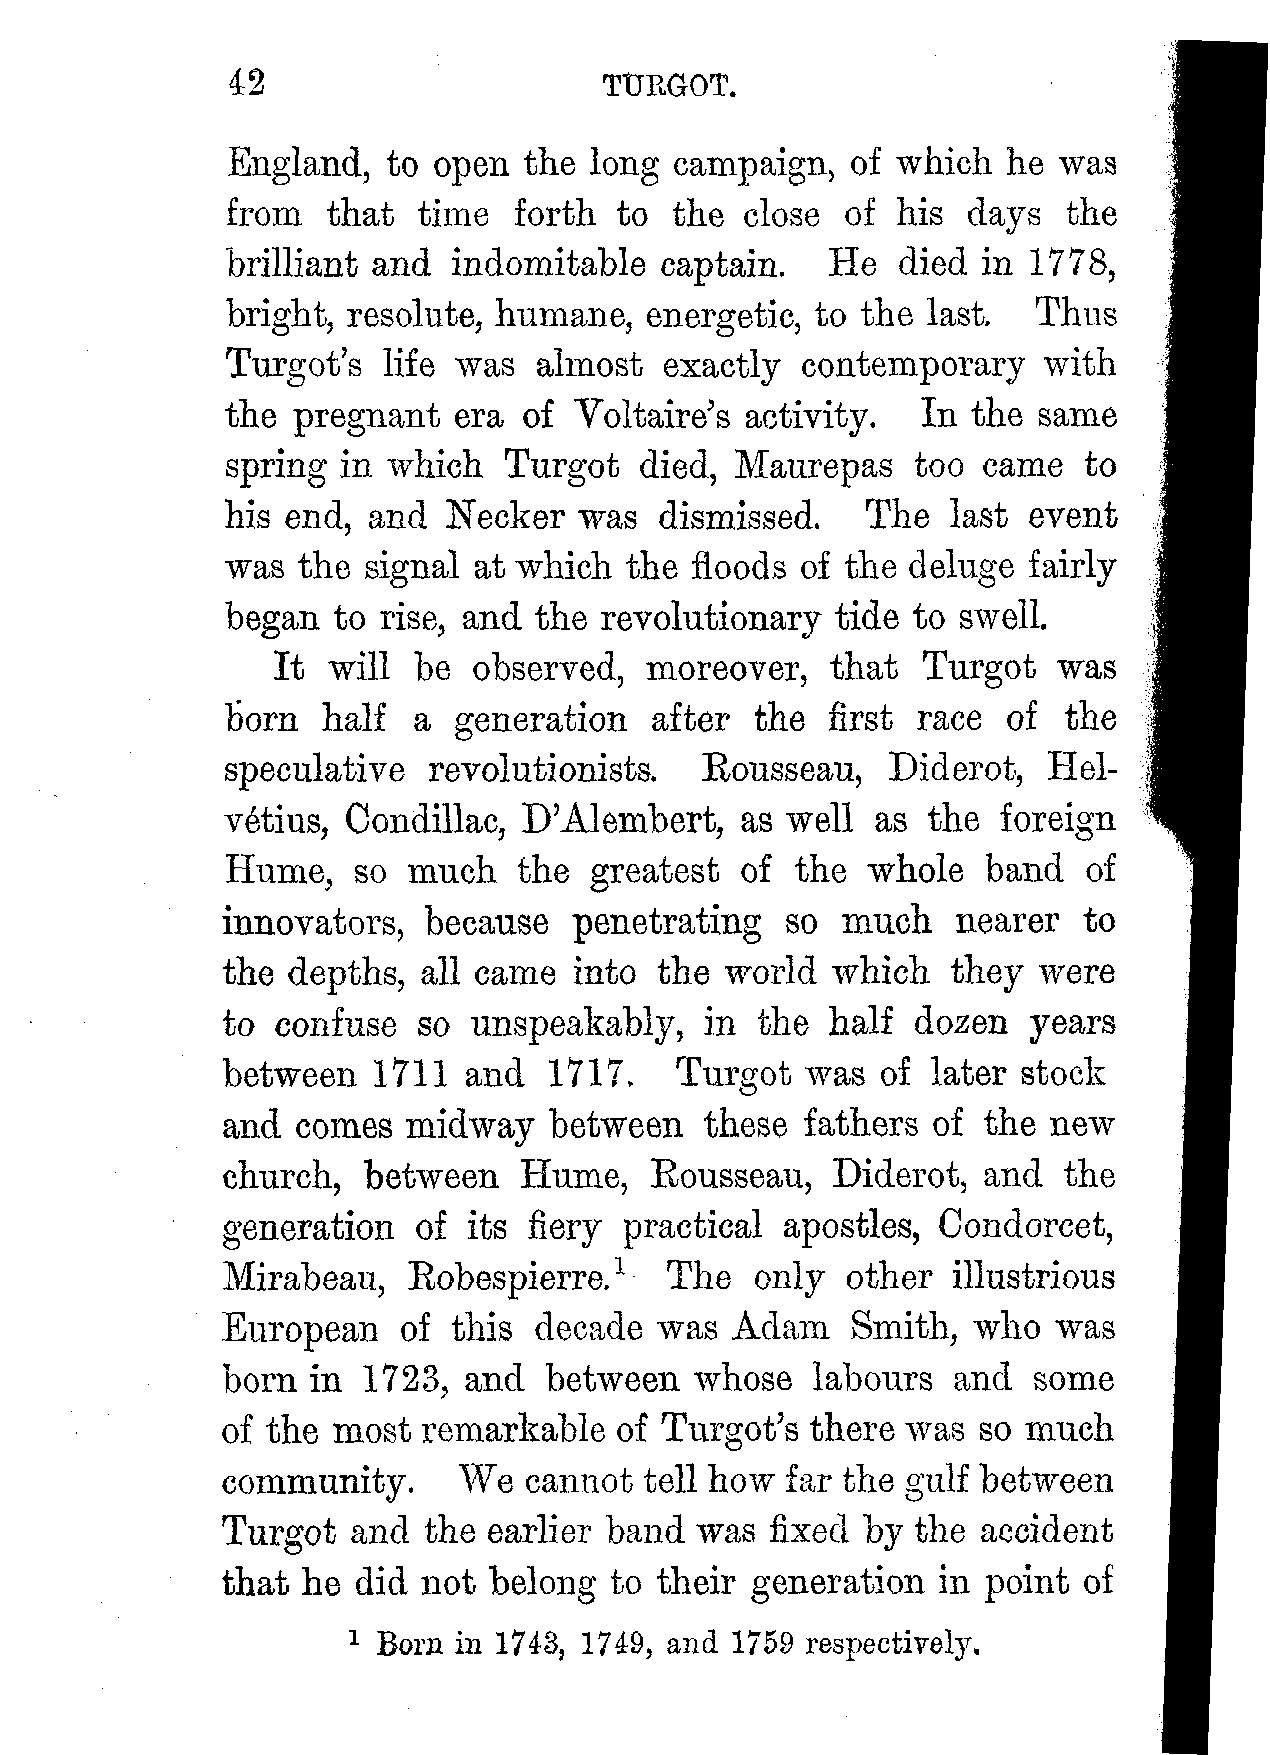 42 TURGOT.
England, to open the long campaign, of which he was
from that time forth to the close of his days the
brilliant and indomitable captain. He died in 1778,
bright, resolute, humane, energetic, to the last. Thus
Turgot's life was almost exactly contemporary with
the pregnant era of Voltaire's activity. In the same
spring in which Turgot died, Maurepas too came to
his end, and Necker was dismissed. The last event
was the signal at which the floods of the deluge fairly
began to rise, and the revolutionary tide to swell.
It will be observed, moreover, that Turgot was
born half a generation after the first race of the
speculative revolutionists. Rousseau, Diderot, Hel-
vétius, Condillac, D'Alembert, as well as the foreign
Hume, so much the greatest of the whole band of
innovators, because penetrating so much nearer to
the depths, all came into the world which they were
to confuse so unspeakably, in the half dozen years
between 1711 and 1717. Turgot was of later stock
and comes midway between these fathers of the new
church, between Hume, Rousseau, Diderot, and the
generation of its fiery practical apostles, Condorcet,
Mirabeau, Robespierre.¹ The only other illustrious
European of this decade was Adam Smith, who was
born in 1723, and between whose labours and some
of the most remarkable of Turgot's there was so much
community. We cannot tell how far the gulf between
Turgot and the earlier band was fixed by the accident
that he did not belong to their generation in point of
¹ Born in 1743, 1749, and 1759 respectively.